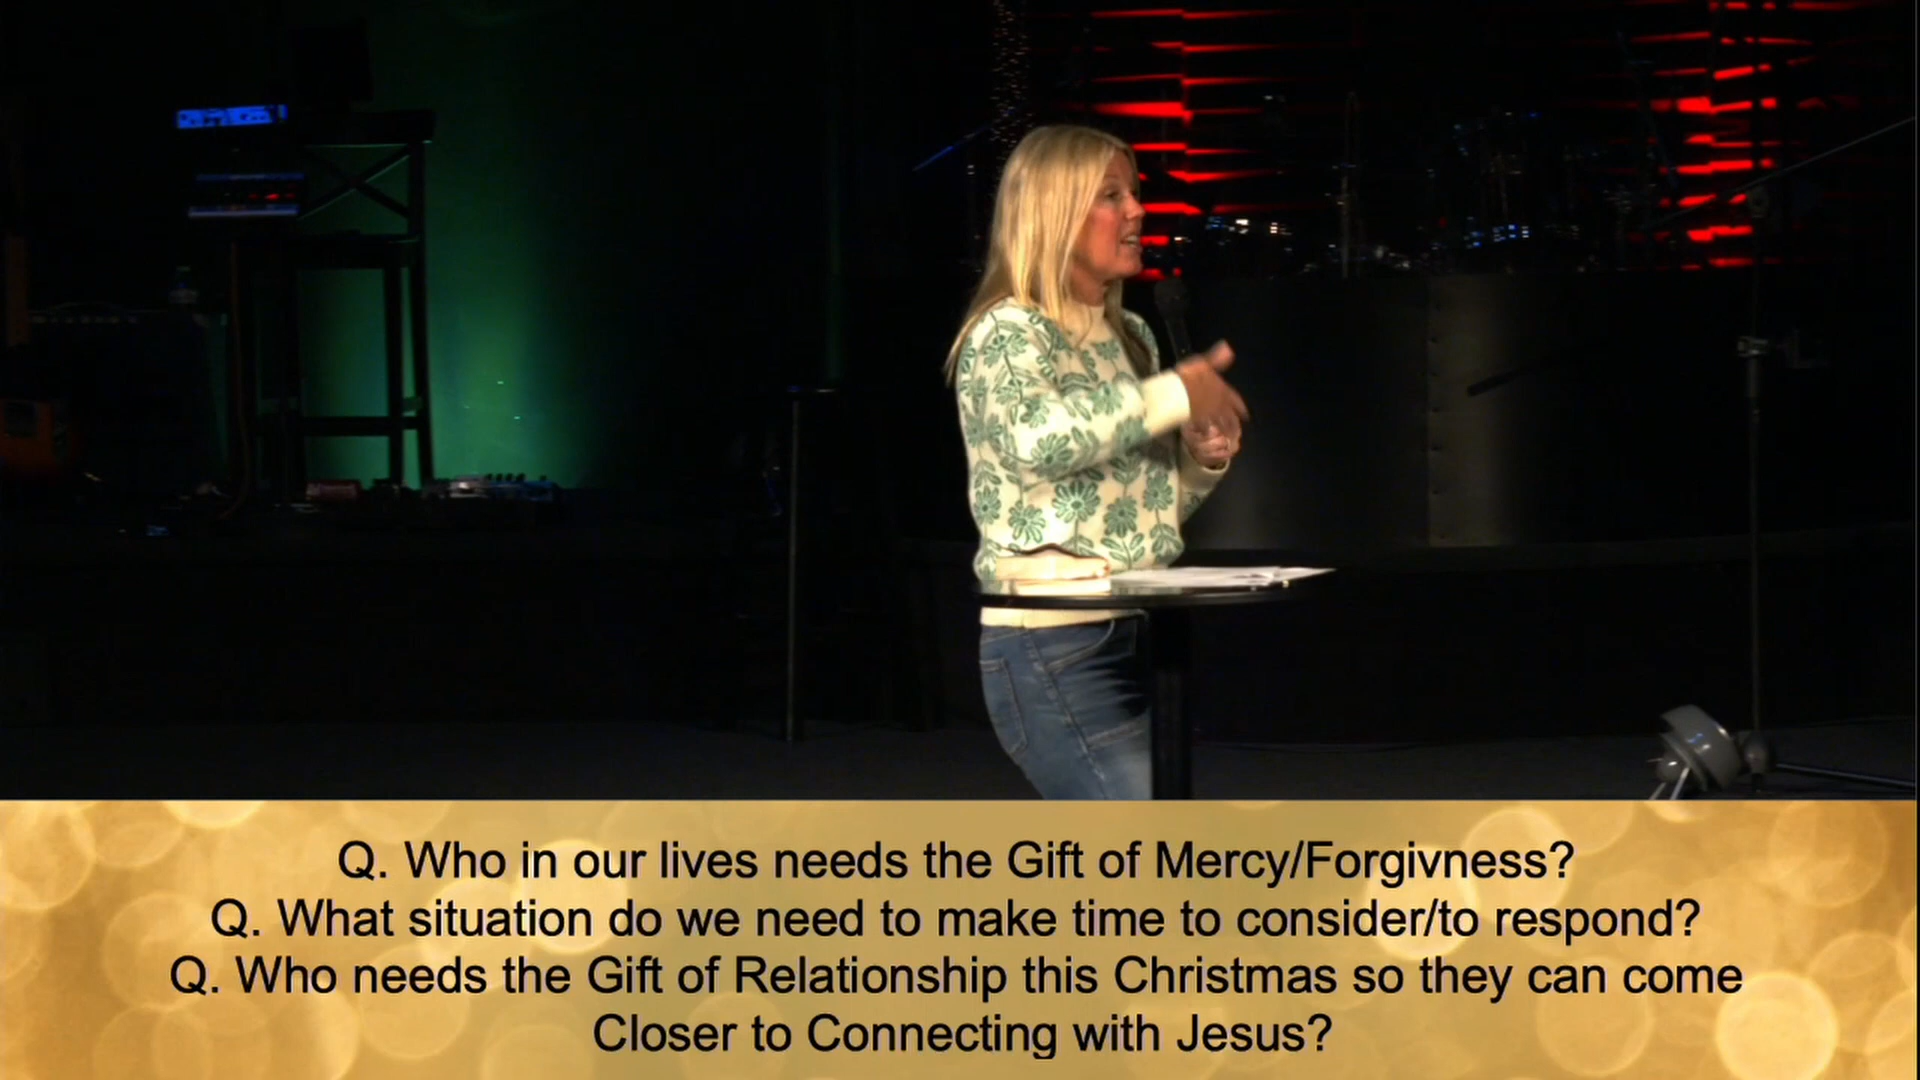 Q. Who in our lives needs the Gift of Mercy/Forgivness?
Q. What situation do we need to make time to consider/to respond?
Q. Who needs the Gift of Relationship this Christmas so they can come
Closer to Connecting with Jesus?